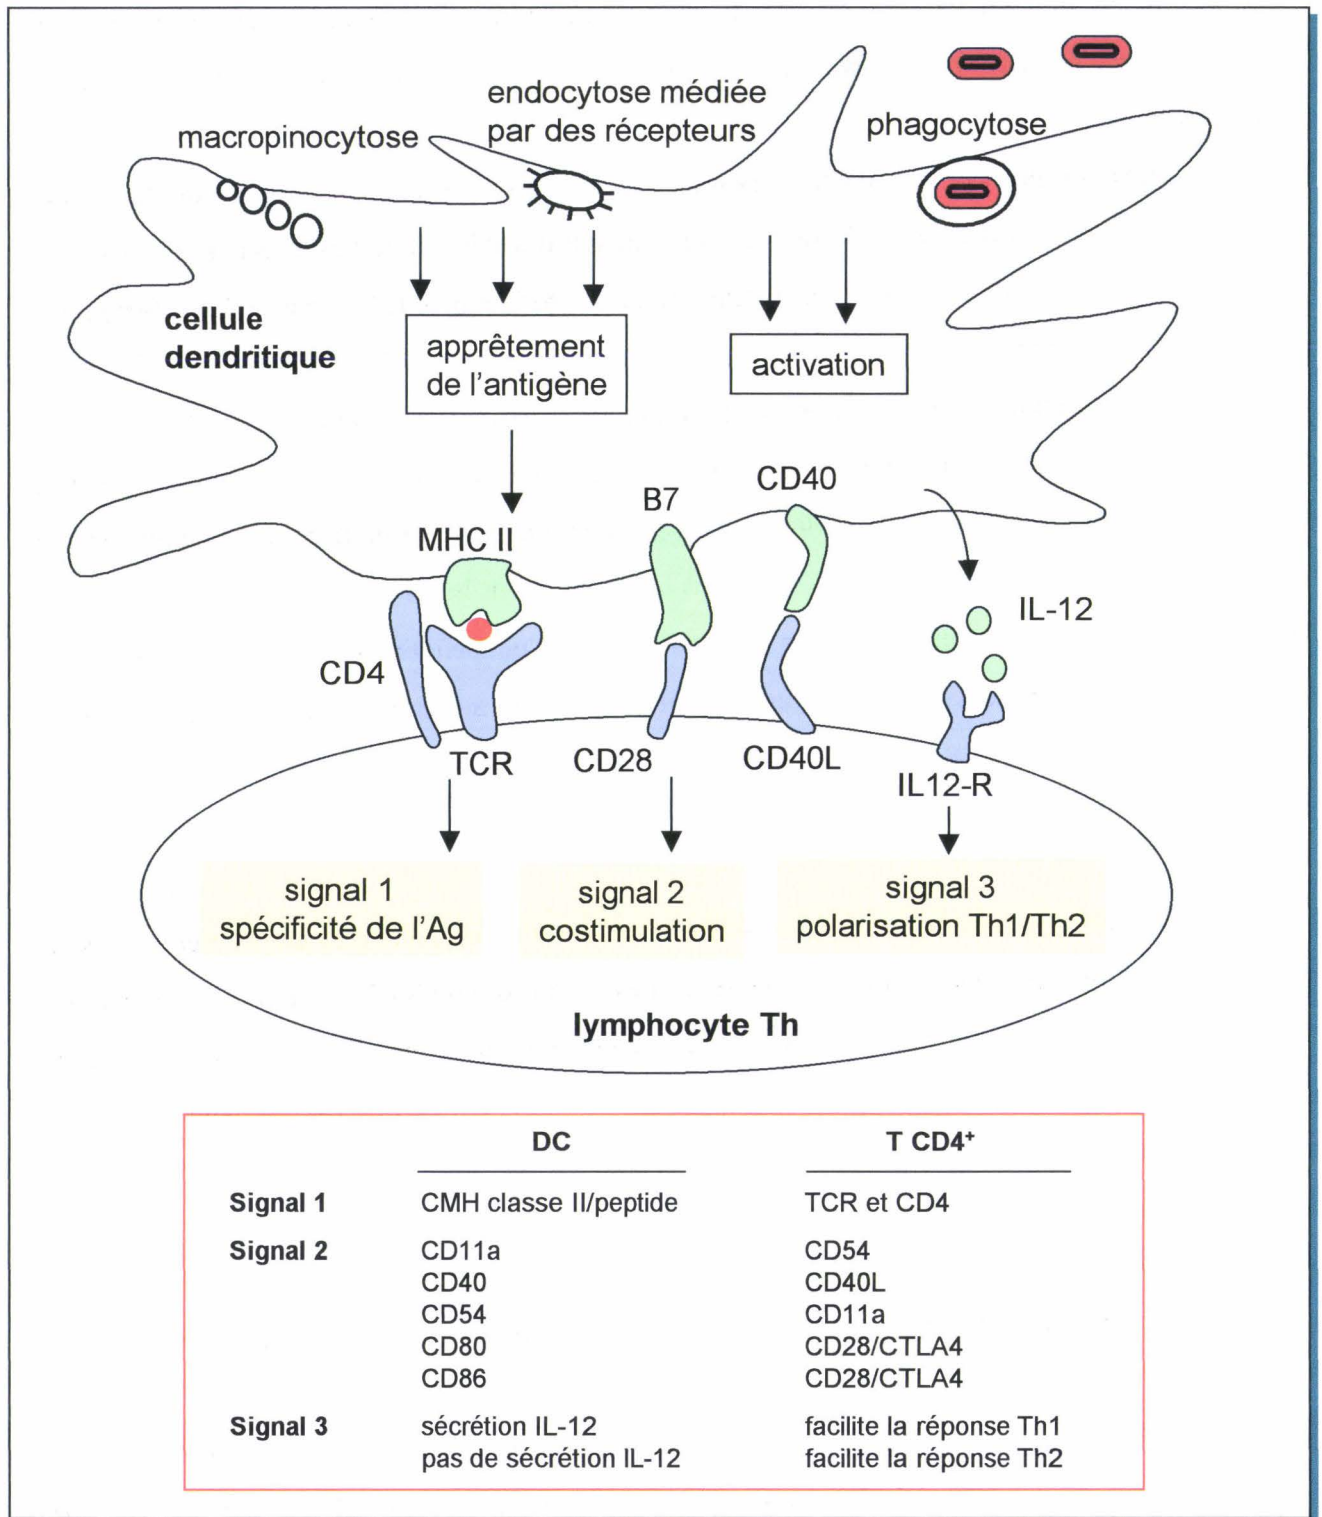 endocytose médiée
par des récepteurs
macropinocytose
phagocytose
cellule
dendritique
apprêtement
de l'antigène
activation
CD40
B7
MHC II
IL-12
CD4
TCR
CD28
CD40L
IL12-R
signal 1
spécificité de l'Ag
signal 2
costimulation
signal 3
polarisation Th1/Th2
lymphocyte Th
DC T CD4⁺
Signal 1 CMH classe II/peptide TCR et CD4
Signal 2 CD11a CD54
CD40 CD40L
CD54 CD11a
CD80 CD28/CTLA4
CD86 CD28/CTLA4
Signal 3 sécrétion IL-12 facilite la réponse Th1
pas de sécrétion IL-12 facilite la réponse Th2